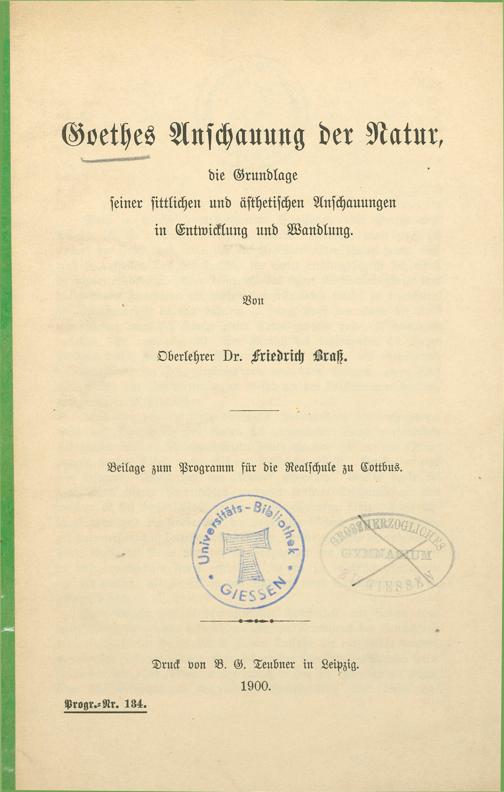 Goethes Anschauung der Natur,
die Grundlage
seiner sittlichen und ästhetischen Anschauungen
in Entwicklung und Wandlung.
Von
Oberlehrer Dr. Friedrich Braß.
Beilage zum Programm für die Realschule zu Cottbus.
Universitäts-Bibliothek
GIESSEN
GROSSHERZOGLICHES
GYMNASIUM
ZU GIESSEN
Druck von B. G. Teubner in Leipzig.
1900.
Progr.-Nr. 134.